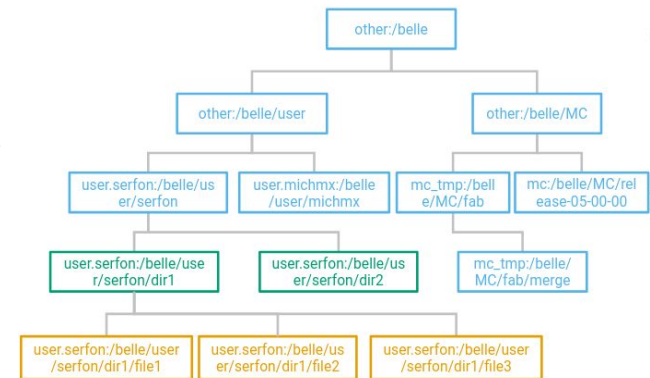 other:/belle
other:/belle/user
other:/belle/MC
user.serfon:/belle/us
er/serfon
user.michmx:/belle
/user/michmx
mc_tmp:/bell
e/MC/fab
mc:/belle/MC/rel
ease-05-00-00
user.serfon:/belle/use
r/serfon/dir1
user.serfon:/belle/us
er/serfon/dir2
mc_tmp:/belle/
MC/fab/merge
user.serfon:/belle/user
/serfon/dir1/file1
user.serfon:/belle/us
er/serfon/dir1/file2
user.serfon:/belle/user
/serfon/dir1/file3